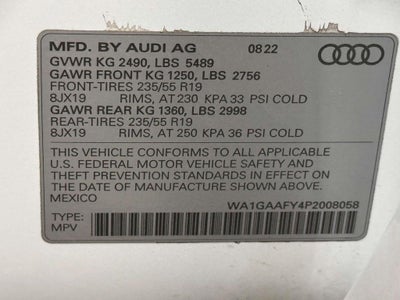 MFD. BY AUDI AG 08 22
GVWR KG 2490, LBS 5489
GAWR FRONT KG 1250, LBS 2756
FRONT-TIRES 235/55 R19
8JX19 RIMS, AT 230 KPA 33 PSI COLD
GAWR REAR KG 1360, LBS 2998
REAR-TIRES 235/55 R19
8JX19 RIMS, AT 250 KPA 36 PSI COLD
THIS VEHICLE CONFORMS TO ALL APPLICABLE
U.S. FEDERAL MOTOR VEHICLE SAFETY AND
THEFT PREVENTION STANDARDS IN EFFECT ON
THE DATE OF MANUFACTURE SHOWN ABOVE.
MEXICO WA1GAAFY4P2008058
TYPE:
MPV